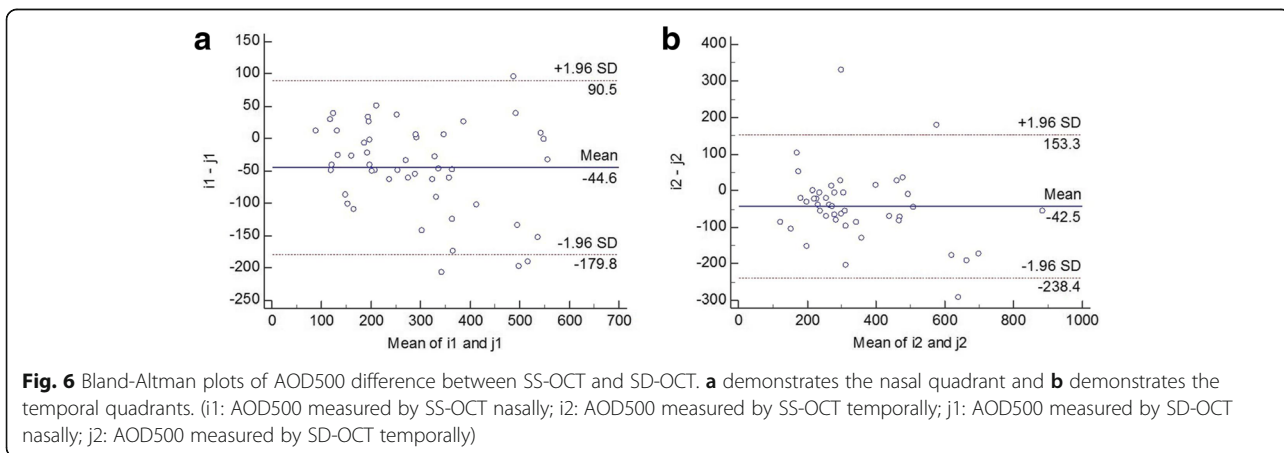 a
150
100
50
0
-50
-100
-150
-200
-250
i1 - j1
+1.96 SD
90.5
Mean
-44.6
-1.96 SD
-179.8
0 100 200 300 400 500 600 700
Mean of i1 and j1
b
400
300
200
100
0
-100
-200
-300
i2 - j2
+1.96 SD
153.3
Mean
-42.5
-1.96 SD
-238.4
0 200 400 600 800 1000
Mean of i2 and j2
Fig. 6 Bland-Altman plots of AOD500 difference between SS-OCT and SD-OCT. a demonstrates the nasal quadrant and b demonstrates the
temporal quadrants. (i1: AOD500 measured by SS-OCT nasally; i2: AOD500 measured by SS-OCT temporally; j1: AOD500 measured by SD-OCT
nasally; j2: AOD500 measured by SD-OCT temporally)